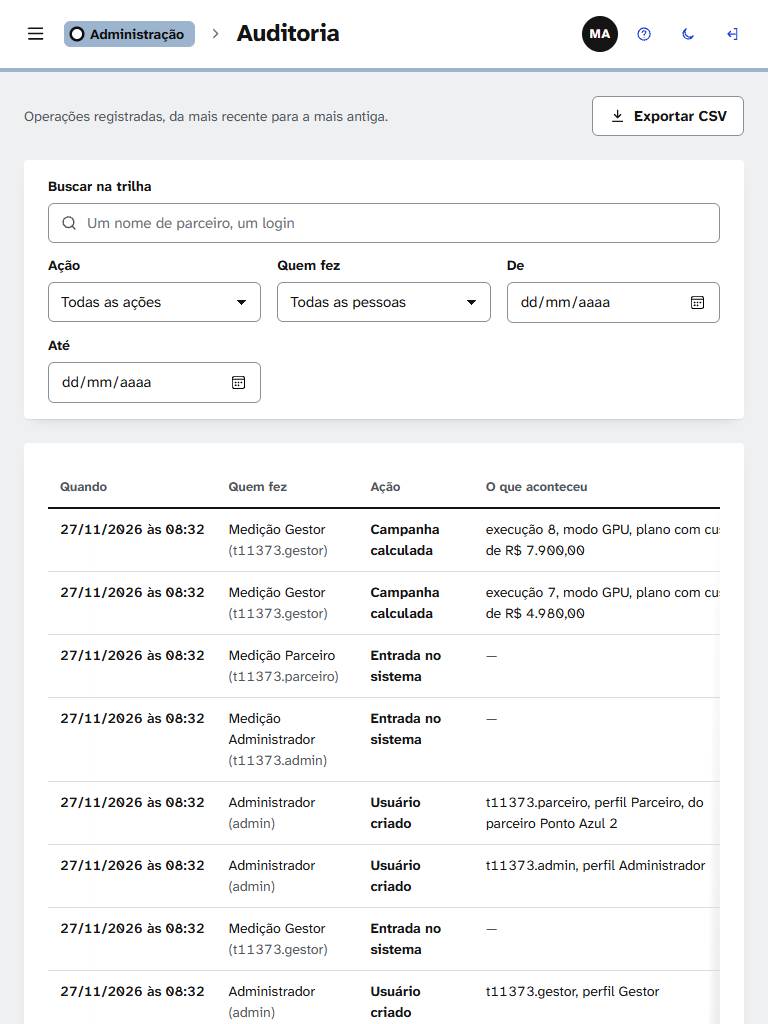 Administração > Auditoria MA
Operações registradas, da mais recente para a mais antiga.
Exportar CSV
Buscar na trilha
Um nome de parceiro, um login
Ação Quem fez De
Todas as ações Todas as pessoas dd/mm/aaaa
Até
dd/mm/aaaa
Quando Quem fez Ação O que aconteceu
27/11/2026 às 08:32 Medição Gestor Campanha execução 8, modo GPU, plano com
(t11373.gestor) calculada de R$ 7.900,00
27/11/2026 às 08:32 Medição Gestor Campanha execução 7, modo GPU, plano com
(t11373.gestor) calculada de R$ 4.980,00
27/11/2026 às 08:32 Medição Parceiro Entrada no —
(t11373.parceiro) sistema
27/11/2026 às 08:32 Medição Entrada no —
Administrador sistema
(t11373.admin)
27/11/2026 às 08:32 Administrador Usuário t11373.parceiro, perfil Parceiro, do
(admin) criado parceiro Ponto Azul 2
27/11/2026 às 08:32 Administrador Usuário t11373.admin, perfil Administrador
(admin) criado
27/11/2026 às 08:32 Medição Gestor Entrada no —
(t11373.gestor) sistema
27/11/2026 às 08:32 Administrador Usuário t11373.gestor, perfil Gestor
(admin) criado